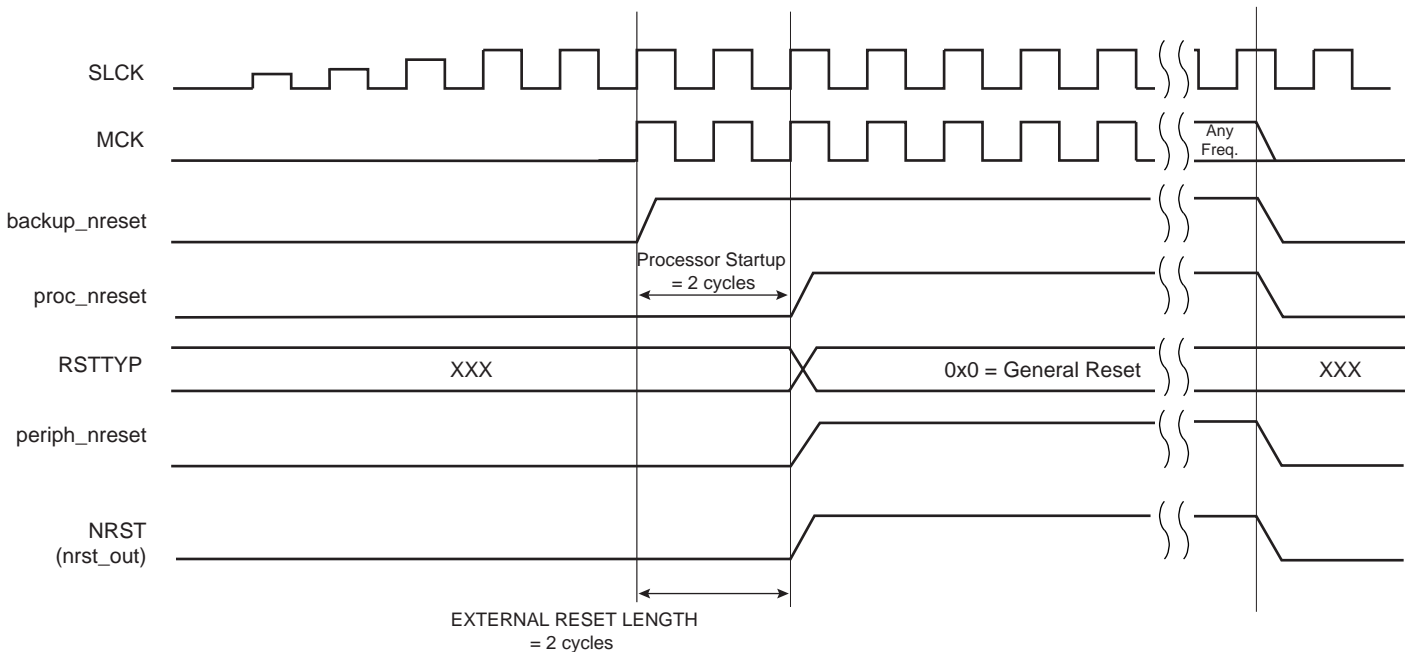 SLCK
MCK
Any
Freq.
backup_nreset
Processor Startup
= 2 cycles
proc_nreset
RSTTYP
XXX
0x0 = General Reset
XXX
periph_nreset
NRST
(nrst_out)
EXTERNAL RESET LENGTH
= 2 cycles